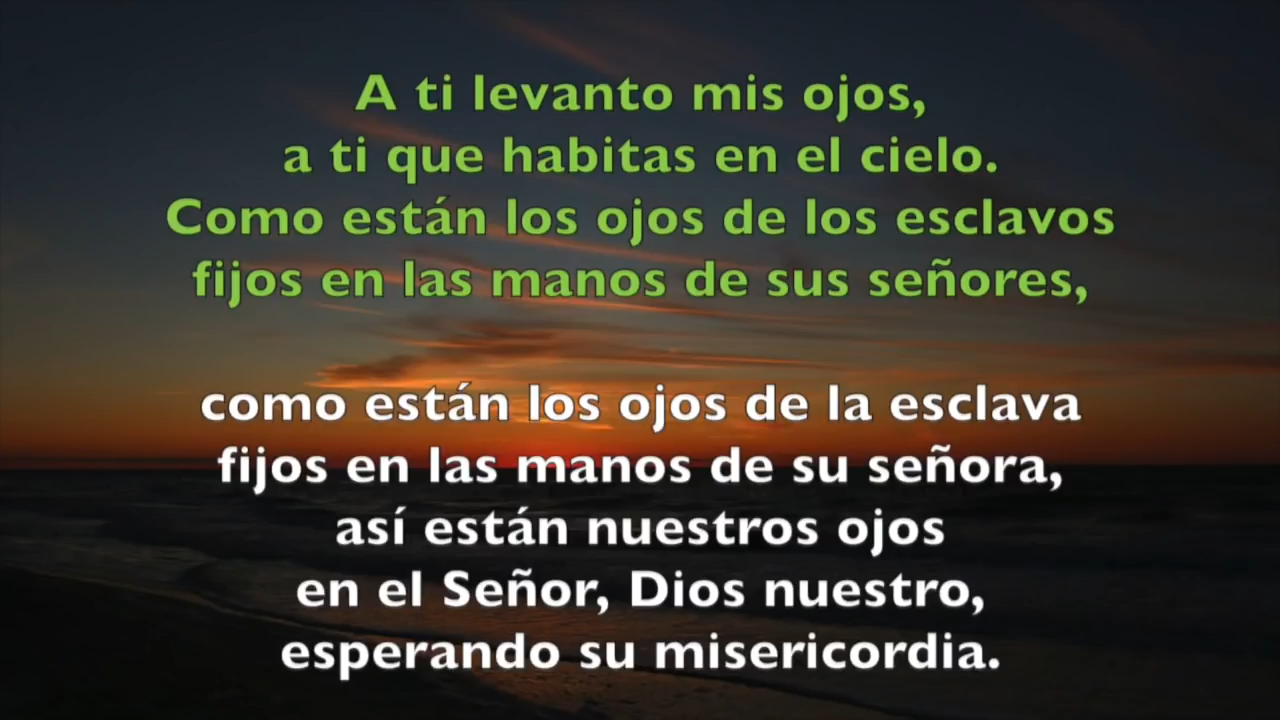 A ti levanto mis ojos,
a ti que habitas en el cielo.
Como están los ojos de los esclavos
fijos en las manos de sus señores,
como están los ojos de la esclava
fijos en las manos de su señora,
así están nuestros ojos
en el Señor, Dios nuestro,
esperando su misericordia.